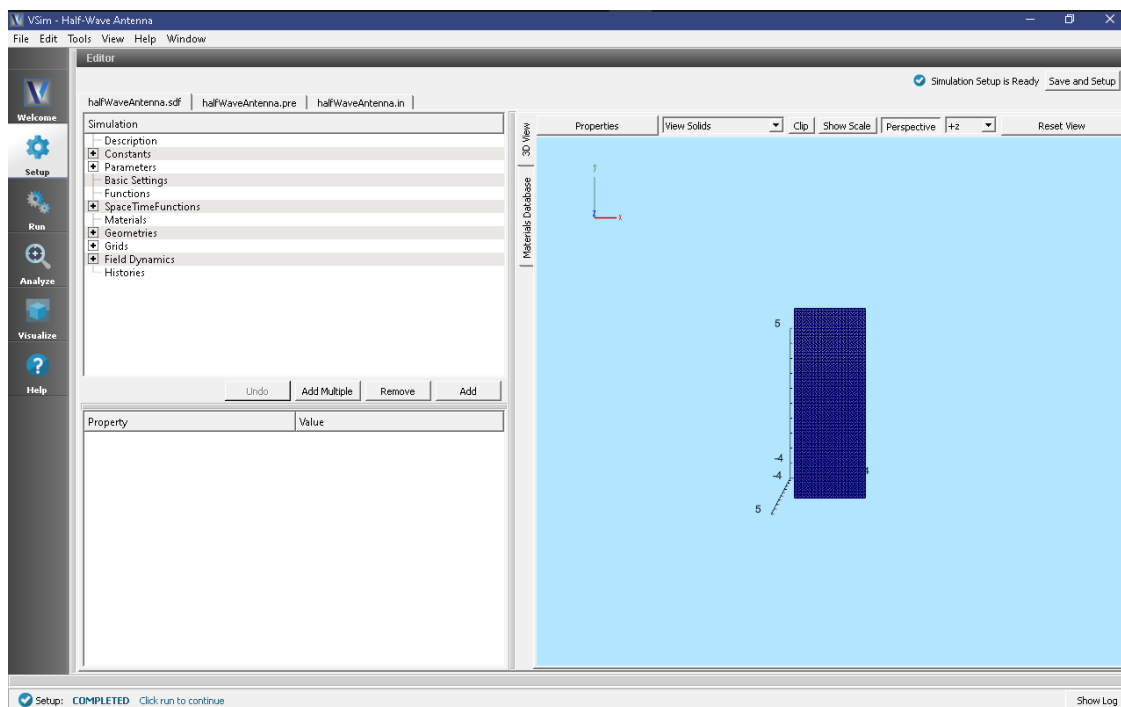 VSim - Half-Wave Antenna
File Edit Tools View Help Window
Editor
Simulation Setup is Ready Save and Setup
Welcome
Setup
Run
Analyze
Visualize
Help
halfWaveAntenna.sdf halfWaveAntenna.pre halfWaveAntenna.in
Simulation
Description
Constants
Parameters
Basic Settings
Functions
SpaceTimeFunctions
Materials
Geometries
Grids
Field Dynamics
Histories
Undo Add Multiple Remove Add
Property Value
3D View
Materials Database
Properties View Solids Clip Show Scale Perspective +z Reset View
y
z x
5
-4
-4 4
5
Setup: COMPLETED Click run to continue Show Log